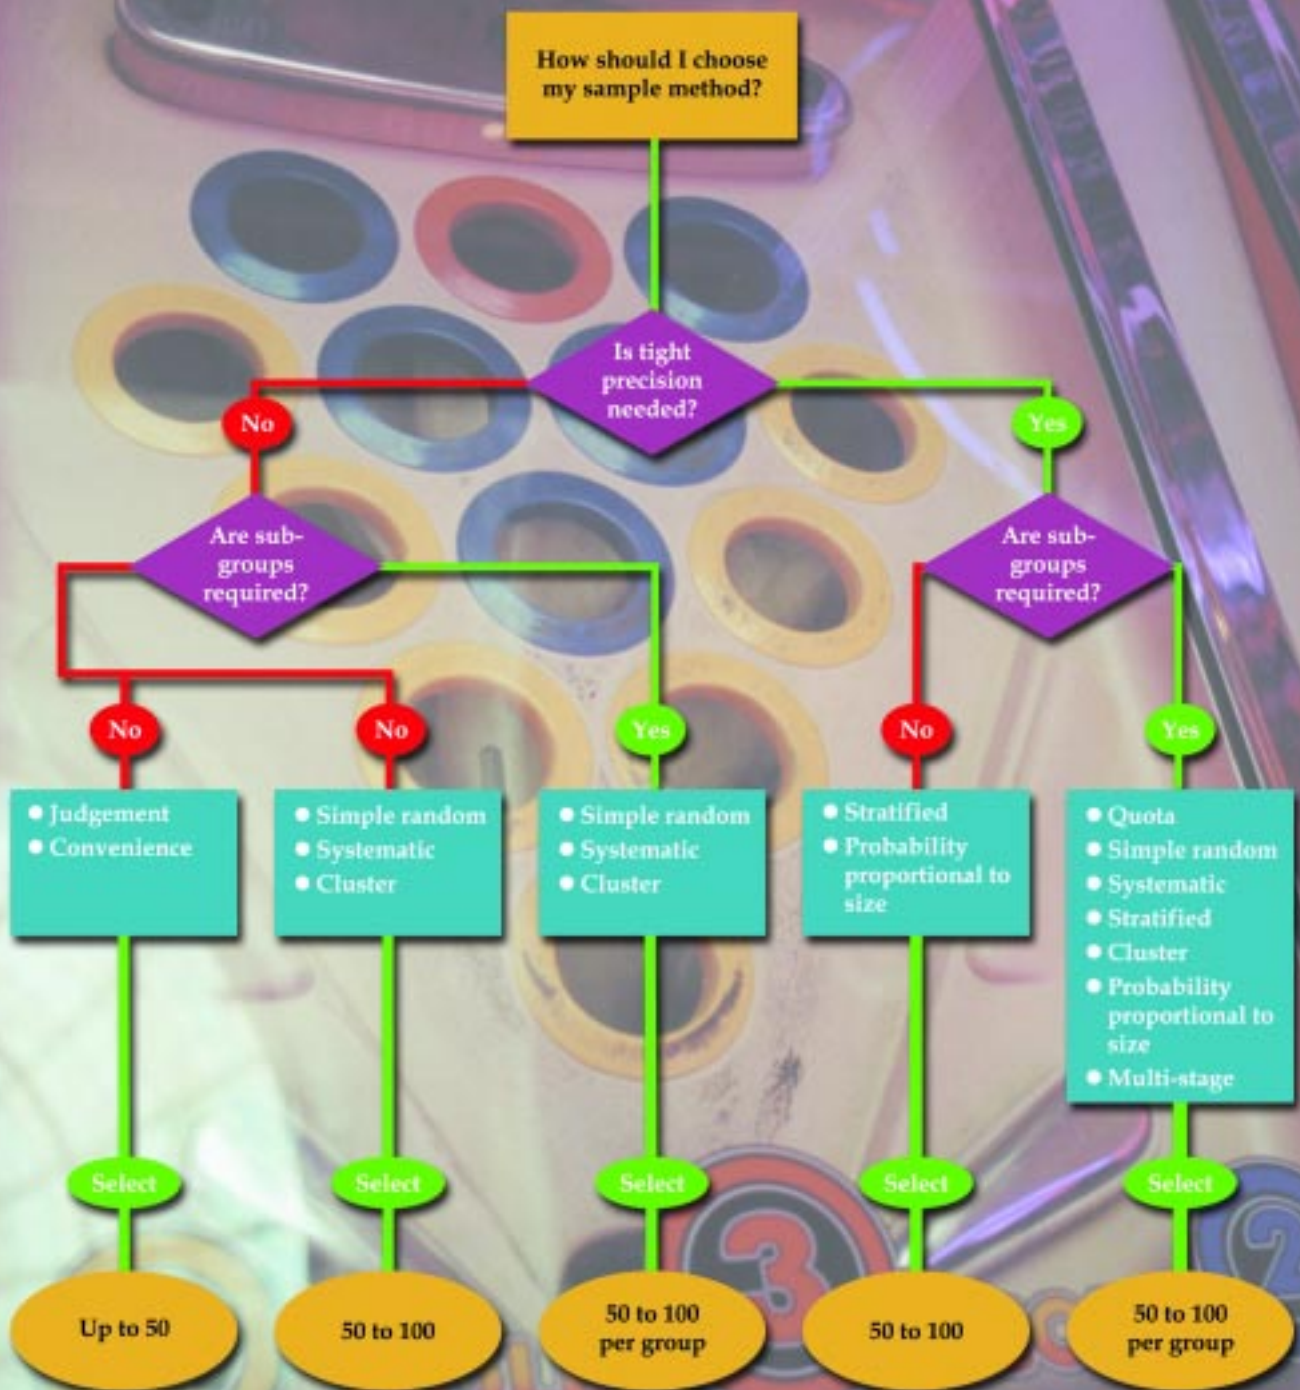 How should I choose
my sample method?
Is tight
precision
needed?
No
Yes
Are sub-
groups
required?
Are sub-
groups
required?
No
No
Yes
No
Yes
Judgement
Convenience
Simple random
Systematic
Cluster
Simple random
Systematic
Cluster
Stratified
Probability
proportional to
size
Quota
Simple random
Systematic
Stratified
Cluster
Probability
proportional to
size
Multi-stage
Select
Select
Select
Select
Select
3
2
Up to 50
50 to 100
50 to 100
per group
50 to 100
50 to 100
per group